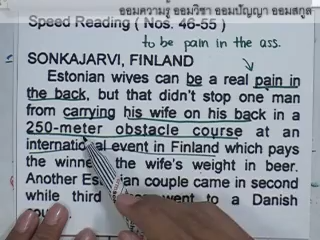 ออมความรู้ ออมวิชา ออมปัญญา ออมสกุล
Speed Reading ( Nos. 46-55 )
to be pain in the ass.
SONKAJARVI, FINLAND
Estonian wives can be a real pain in
the back, but that didn't stop one man
from carrying his wife on his back in a
250-meter obstacle course at an
international event in Finland which pays
the winner the wife's weight in beer.
Another Estonian couple came in second
while third went to a Danish